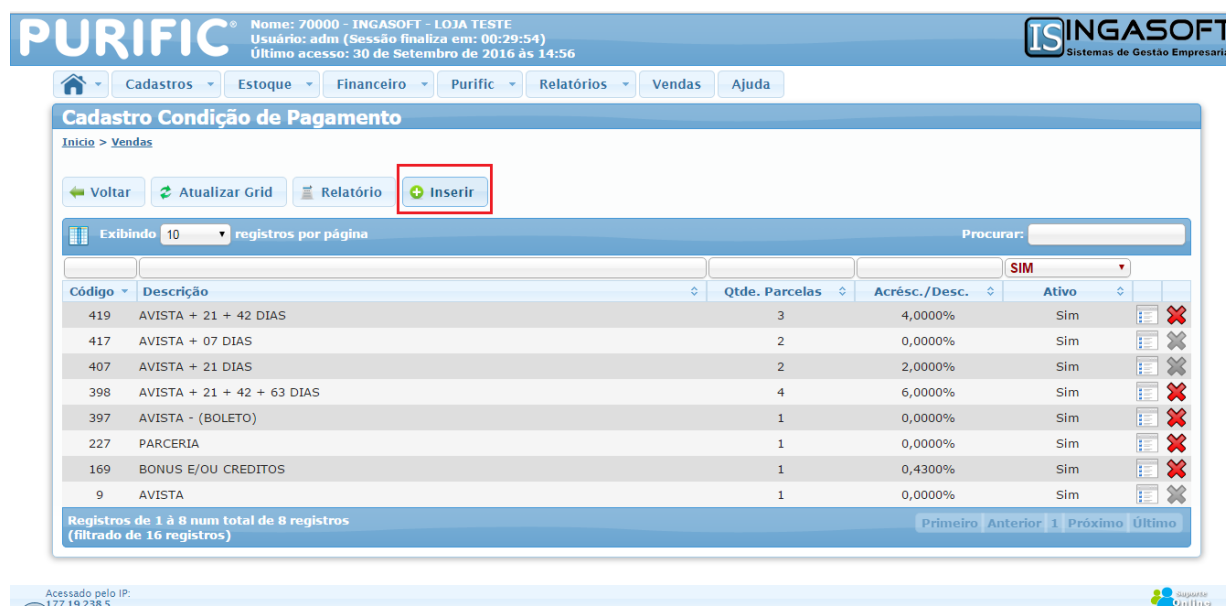 PURIFIC®
Nome: 70000 - INGASOFT - LOJA TESTE
Usuário: adm (Sessão finaliza em: 00:29:54)
Último acesso: 30 de Setembro de 2016 às 14:56
IS INGASOFT
Sistemas de Gestão Empresaria
Cadastros Estoque Financeiro Purific Relatórios Vendas Ajuda
Cadastro Condição de Pagamento
Inicio > Vendas
Voltar Atualizar Grid Relatório Inserir
Exibindo 10 registros por página Procurar:
SIM
Código Descrição Qtde. Parcelas Acrésc./Desc. Ativo
419 AVISTA + 21 + 42 DIAS 3 4,0000% Sim
417 AVISTA + 07 DIAS 2 0,0000% Sim
407 AVISTA + 21 DIAS 2 2,0000% Sim
398 AVISTA + 21 + 42 + 63 DIAS 4 6,0000% Sim
397 AVISTA - (BOLETO) 1 0,0000% Sim
227 PARCERIA 1 0,0000% Sim
169 BONUS E/OU CREDITOS 1 0,4300% Sim
9 AVISTA 1 0,0000% Sim
Registros de 1 à 8 num total de 8 registros
(filtrado de 16 registros)
Primeiro Anterior 1 Próximo Último
Acessado pelo IP:
177.19.238.5
Suporte
Online